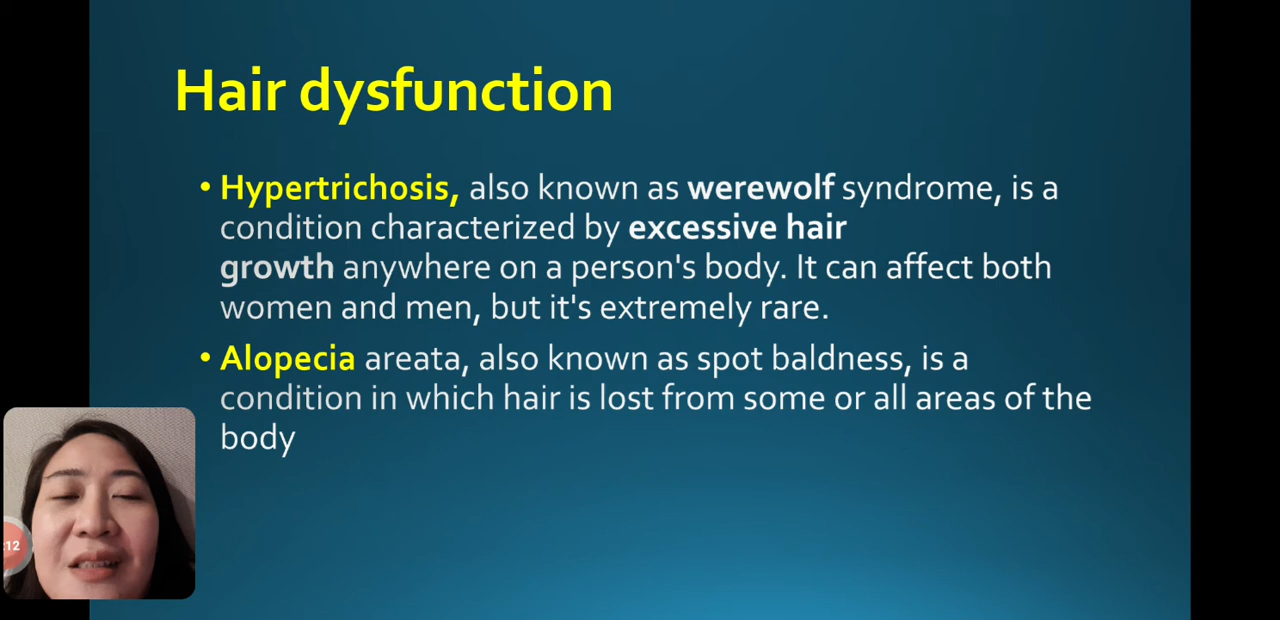 Hair dysfunction
• Hypertrichosis, also known as werewolf syndrome, is a
condition characterized by excessive hair
growth anywhere on a person's body. It can affect both
women and men, but it's extremely rare.
• Alopecia areata, also known as spot baldness, is a
condition in which hair is lost from some or all areas of the
body
:12